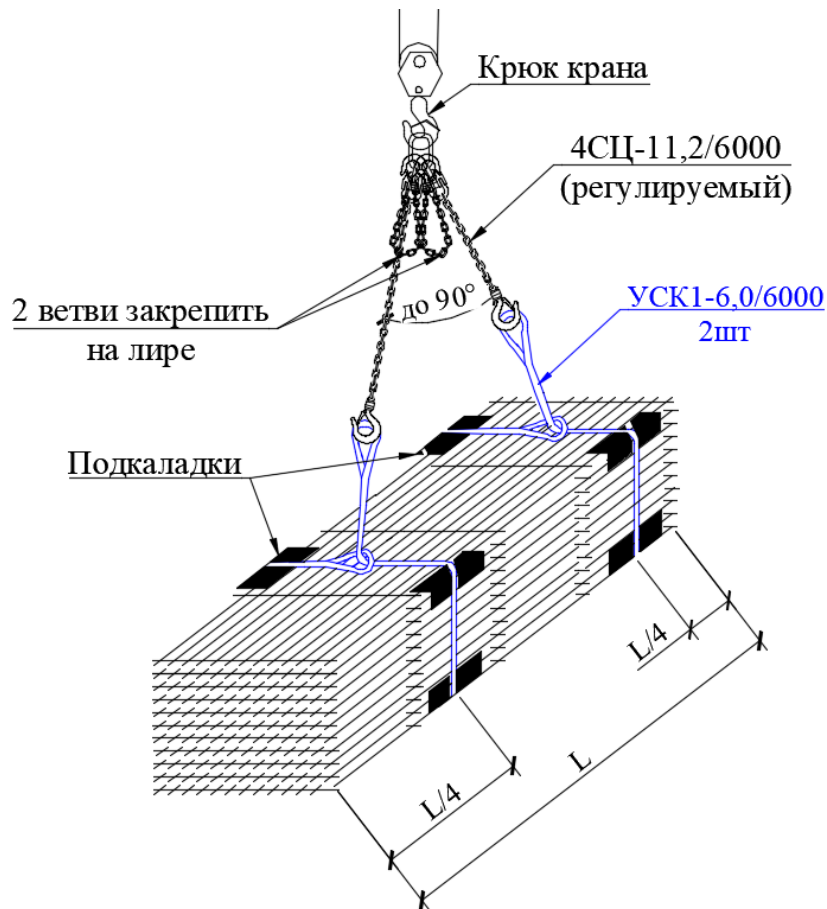 Крюк крана
4СЦ-11,2/6000
(регулируемый)
2 ветви закрепить
на лире
до 90°
УСК1-6,0/6000
2шт
Подкаладки
L/4
L
L/4